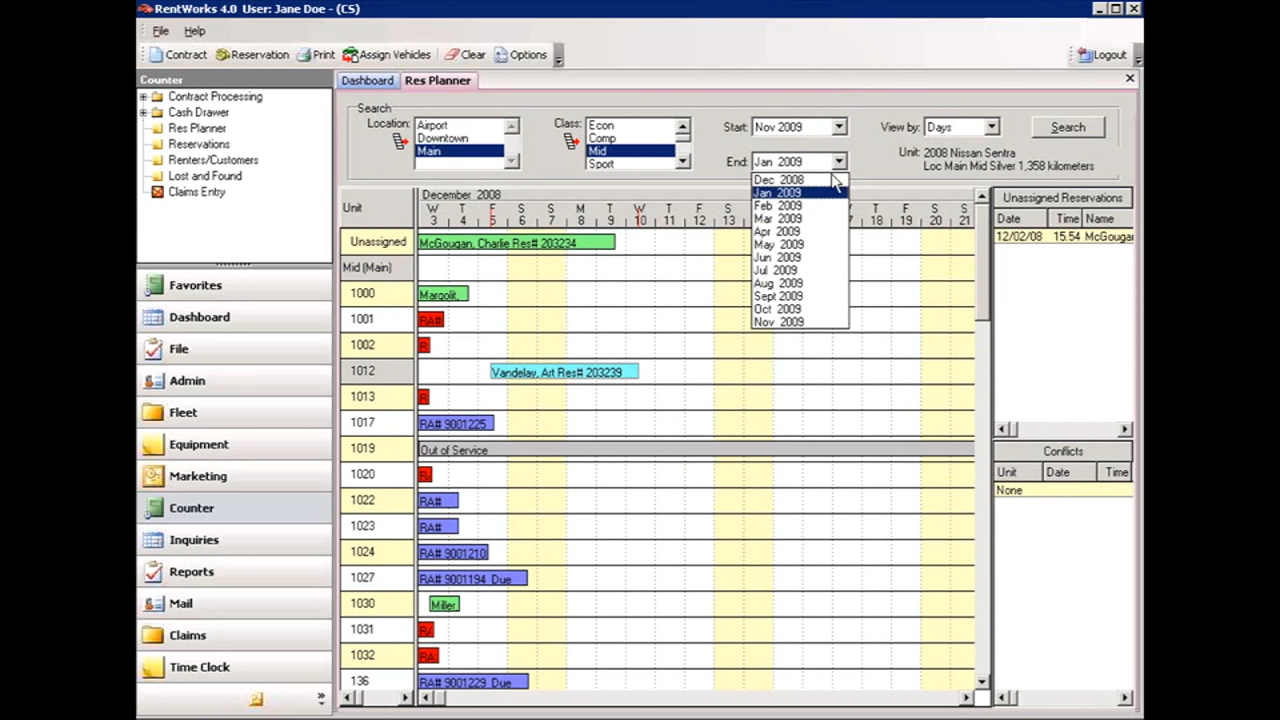 RentWorks 4.0 User: Jane Doe - (CS)
File Help
Contract Reservation Print Assign Vehicles Clear Options Logout
Counter
Contract Processing
Cash Drawer
Res Planner
Reservations
Renters/Customers
Lost and Found
Claims Entry
Favorites
Dashboard
File
Admin
Fleet
Equipment
Marketing
Counter
Inquiries
Reports
Mail
Claims
Time Clock
Dashboard Res Planner
Search
Location: Airport
Downtown
Main
Class: Econ
Comp
Mid
Sport
Start: Nov 2009
View by: Days
Search
End: Jan 2009
Unit: 2008 Nissan Sentra
Loc Main Mid Silver 1,358 kilometers
Dec 2008
Jan 2009
Feb 2009
Mar 2009
Apr 2009
May 2009
Jun 2009
Jul 2009
Aug 2009
Sept 2009
Oct 2009
Nov 2009
Unit
December 2008
W T F S S M T W T F S T F S S
3 4 5 6 7 8 9 10 11 12 13 18 19 20 21
Unassigned McGougan, Charlie Res# 203234
Mid (Main)
1000 Margolit,
1001 RA#
1002 R
1012 Vandelay, Art Res# 203239
1013 R
1017 RA# 9001225
1019 Out of Service
1020 R
1022 RA#
1023 RA#
1024 RA# 9001210
1027 RA# 9001194 Due
1030 Miller,
1031 RA
1032 RA
136 RA# 9001229 Due
Unassigned Reservations
Date Time Name
12/02/08 15.54 McGougar
Conflicts
Unit Date Time
None